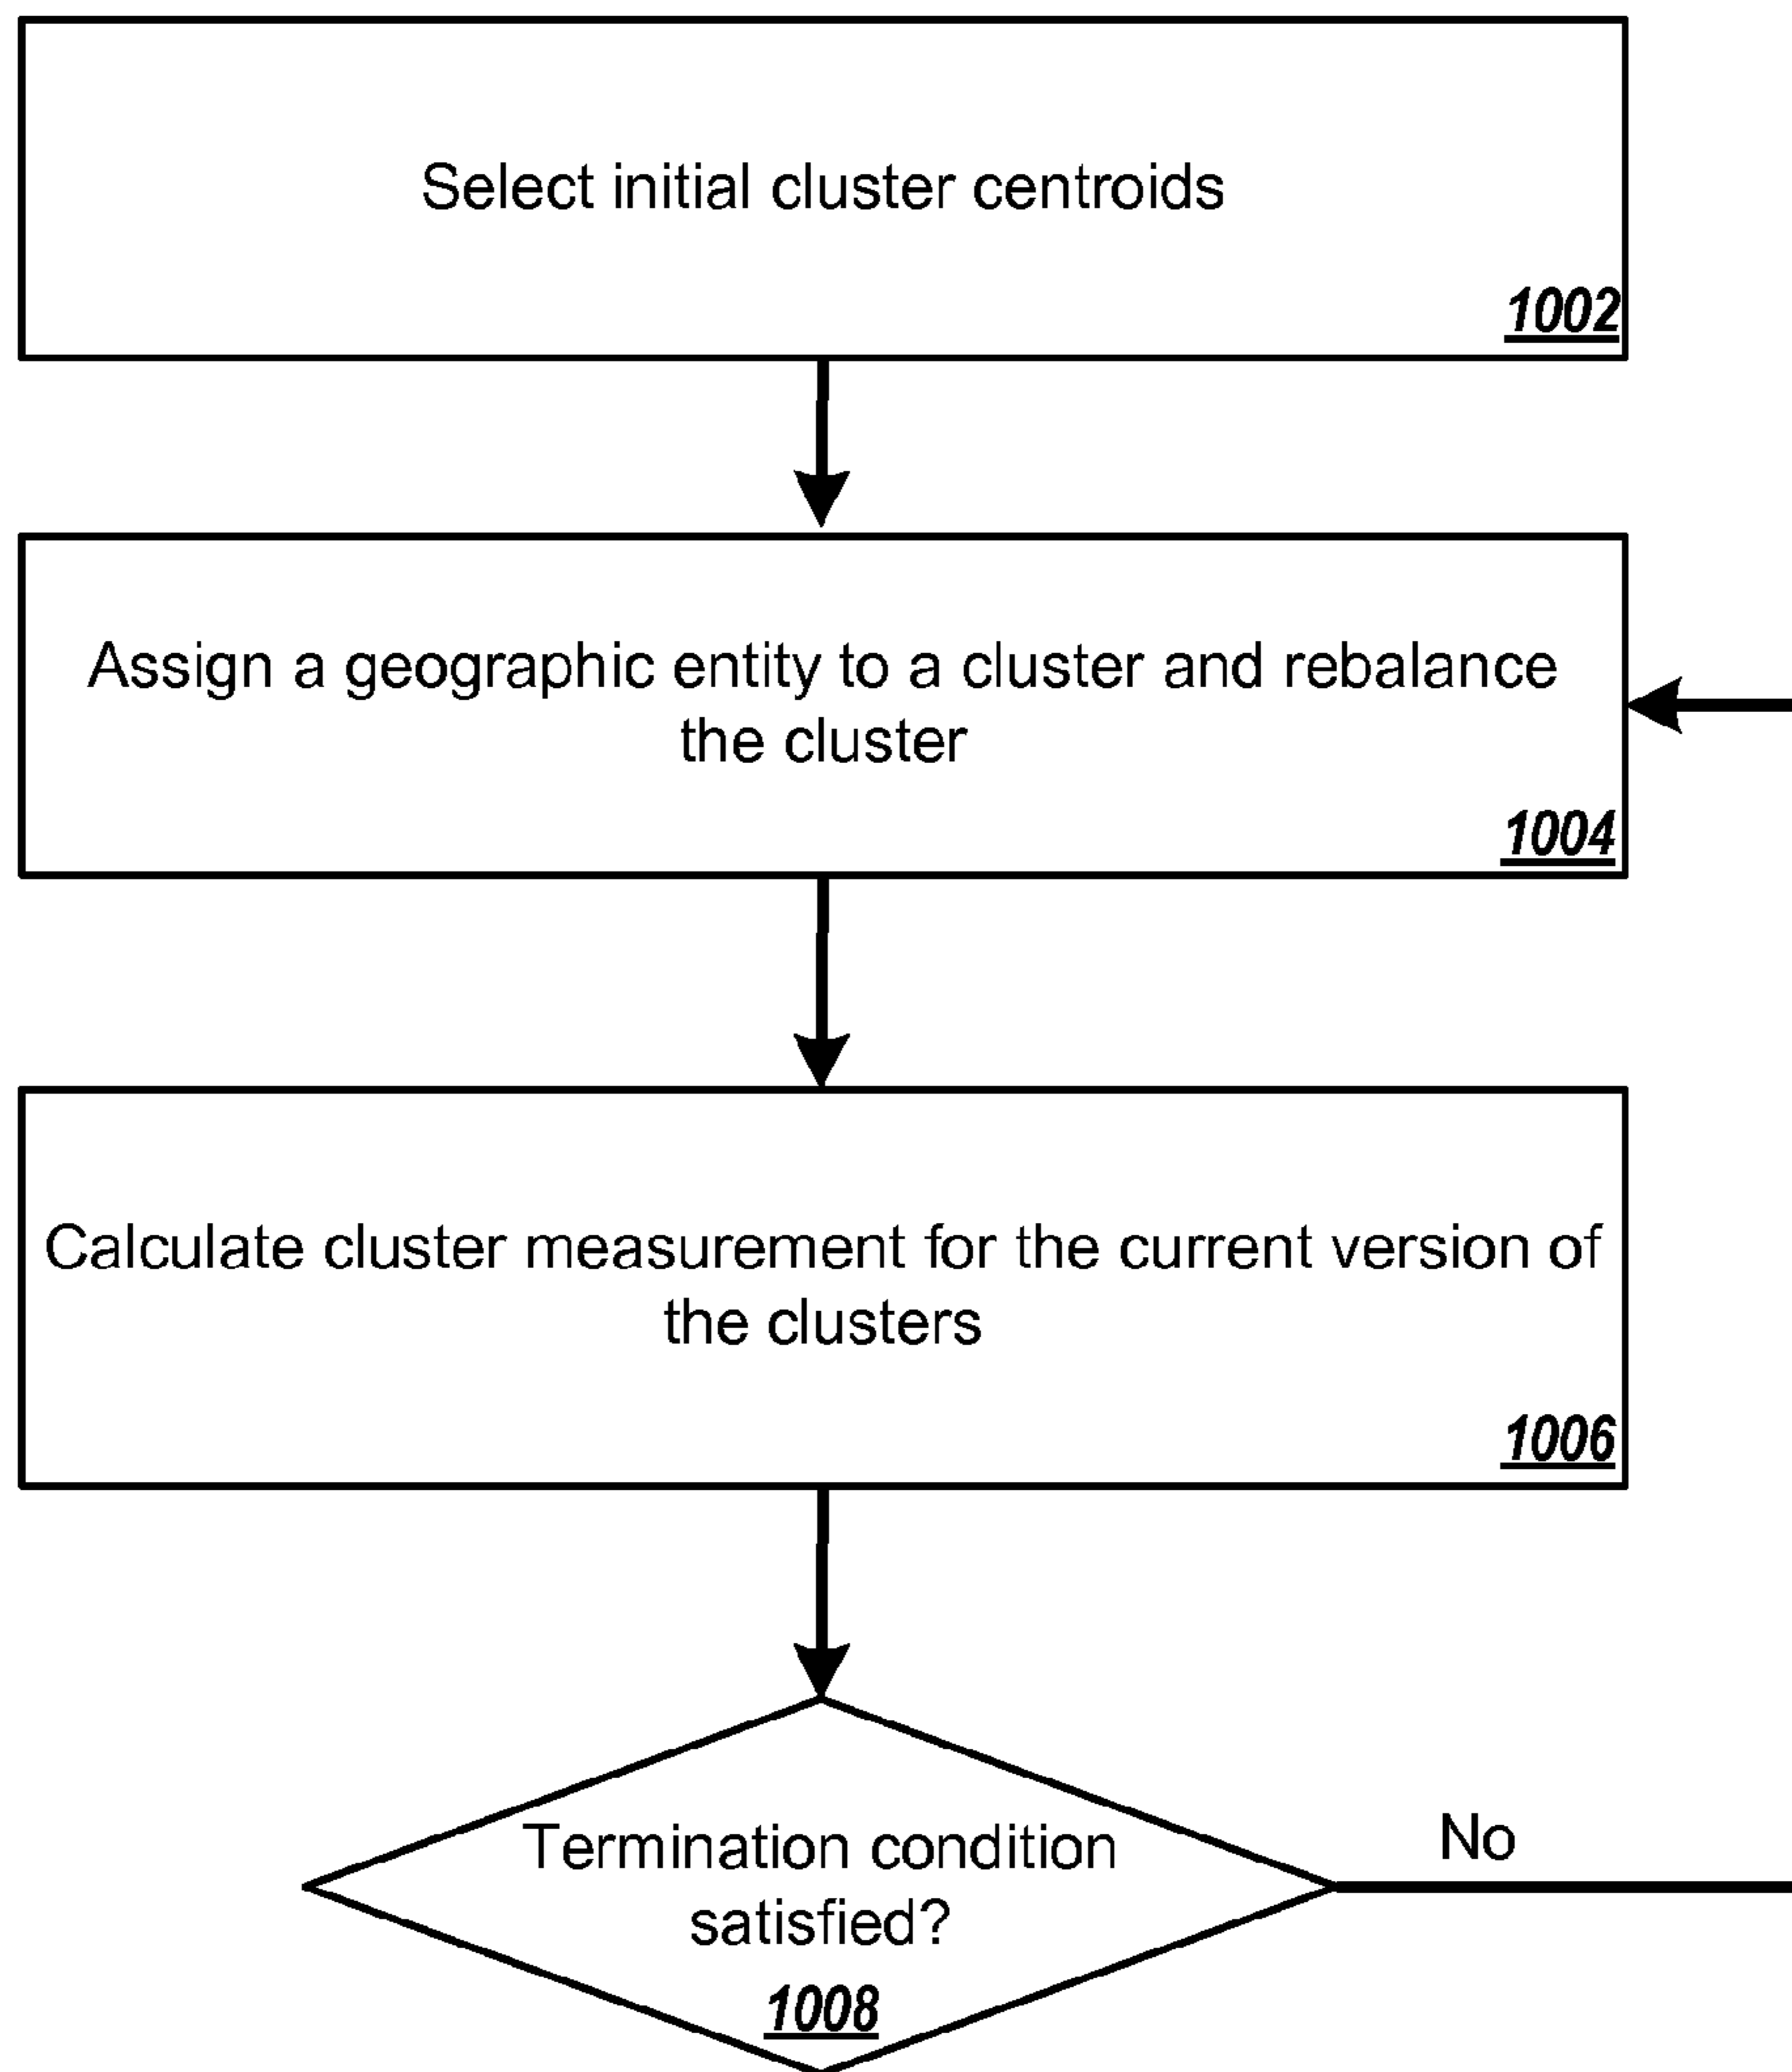 Select initial cluster centroids
1002
Assign a geographic entity to a cluster and rebalance
the cluster
1004
Calculate cluster measurement for the current version of
the clusters
1006
Termination condition
satisfied?
1008
No